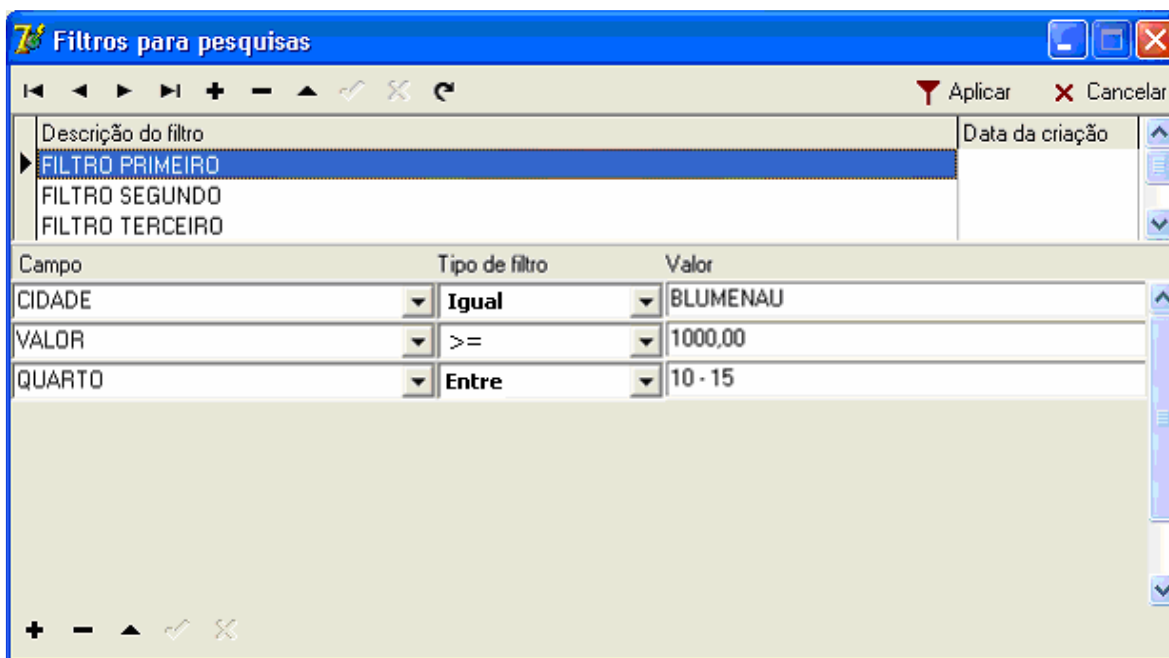 Filtros para pesquisas
Aplicar Cancelar
Descrição do filtro Data da criação
FILTRO PRIMEIRO
FILTRO SEGUNDO
FILTRO TERCEIRO
Campo Tipo de filtro Valor
CIDADE Igual BLUMENAU
VALOR >= 1000,00
QUARTO Entre 10 - 15